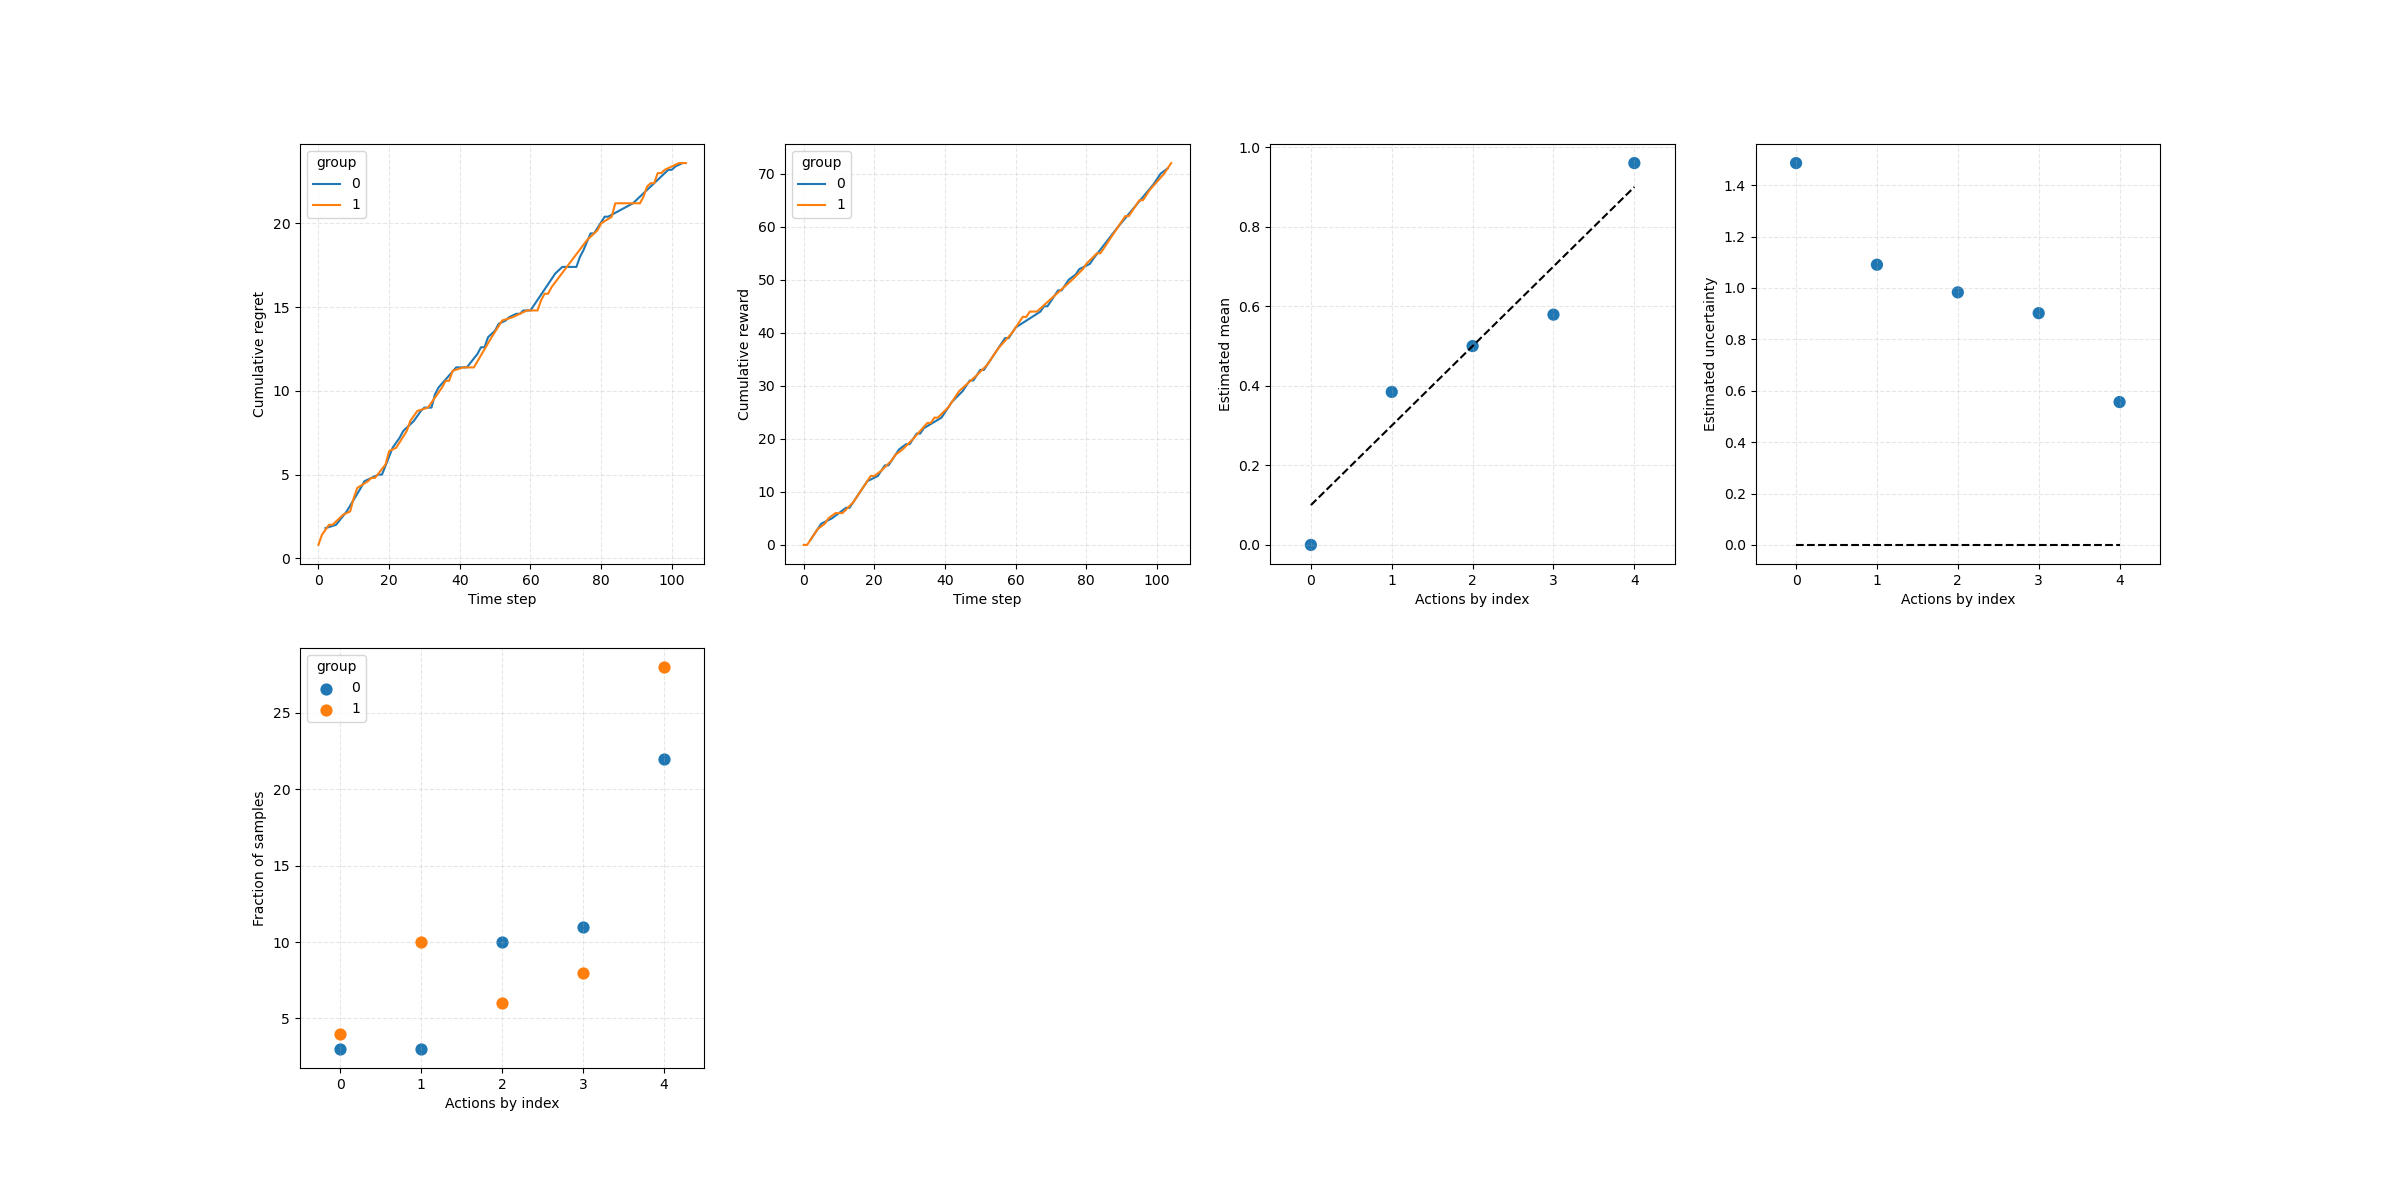 group
0
1
Cumulative regret
20
15
10
5
0
0 20 40 60 80 100
Time step
group
0
1
Cumulative reward
70
60
50
40
30
20
10
0
0 20 40 60 80 100
Time step
Estimated mean
1.0
0.8
0.6
0.4
0.2
0.0
0 1 2 3 4
Actions by index
Estimated uncertainty
1.4
1.2
1.0
0.8
0.6
0.4
0.2
0.0
0 1 2 3 4
Actions by index
group
0
1
Fraction of samples
25
20
15
10
5
0 1 2 3 4
Actions by index